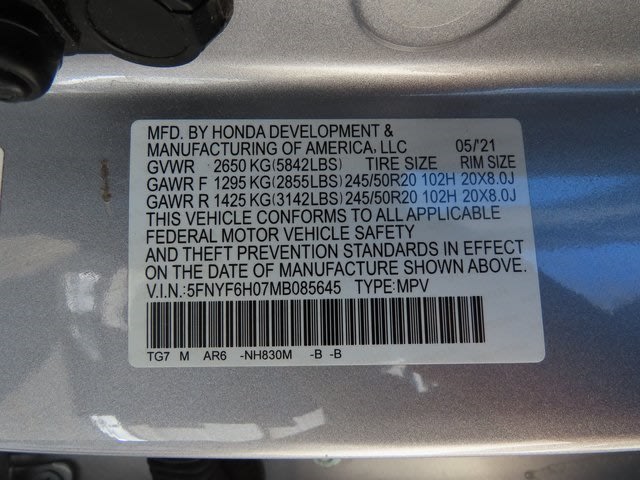 MFD. BY HONDA DEVELOPMENT &
MANUFACTURING OF AMERICA, LLC 05/'21
GVWR 2650 KG(5842LBS) TIRE SIZE RIM SIZE
GAWR F 1295 KG(2855LBS) 245/50R20 102H 20X8.0J
GAWR R 1425 KG(3142LBS) 245/50R20 102H 20X8.0J
THIS VEHICLE CONFORMS TO ALL APPLICABLE
FEDERAL MOTOR VEHICLE SAFETY
AND THEFT PREVENTION STANDARDS IN EFFECT
ON THE DATE OF MANUFACTURE SHOWN ABOVE.
V.I.N.:5FNYF6H07MB085645 TYPE:MPV
TG7 M AR6 -NH830M -B -B